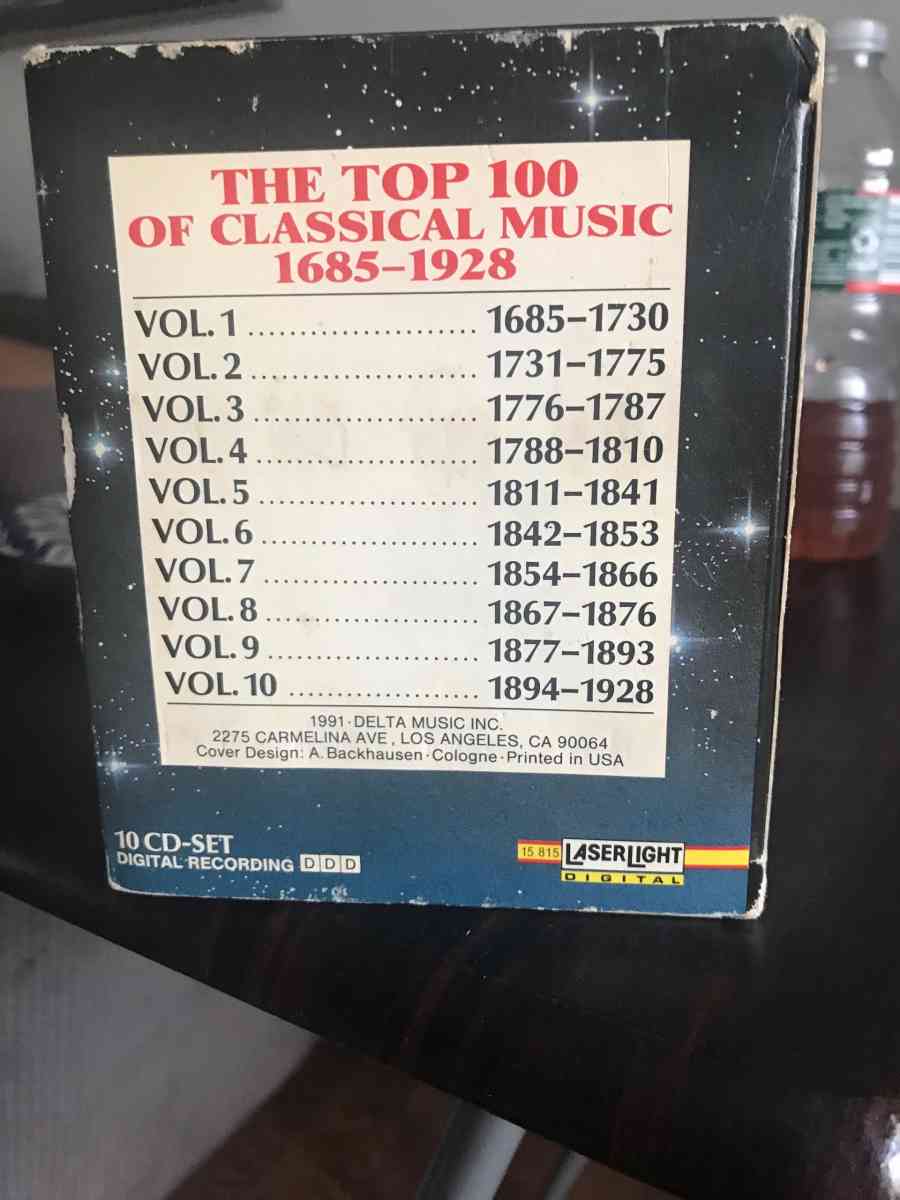 THE TOP 100
OF CLASSICAL MUSIC
1685–1928
VOL. 1 ........................ 1685–1730
VOL. 2 ........................ 1731–1775
VOL. 3 ........................ 1776–1787
VOL. 4 ....................... 1788–1810
VOL. 5 ....................... 1811–1841
VOL. 6 ....................... 1842–1853
VOL. 7 ....................... 1854–1866
VOL. 8 ....................... 1867–1876
VOL. 9 ...................... 1877–1893
VOL. 10 .................... 1894–1928
1991·DELTA MUSIC INC.
2275 CARMELINA AVE, LOS ANGELES, CA 90064
Cover Design: A. Backhausen·Cologne·Printed in USA
10 CD-SET
DIGITAL RECORDING D D D
15 815 LASERLIGHT
DIGITAL